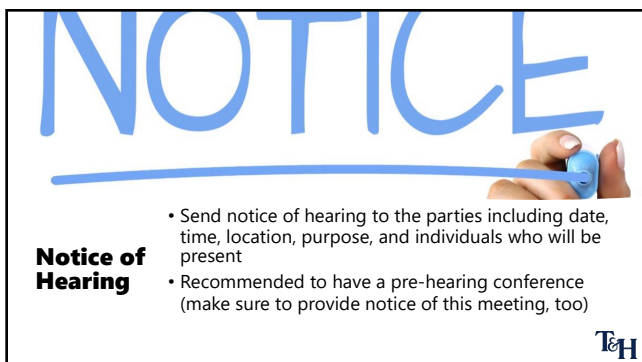 NOTICE
Notice of
Hearing
• Send notice of hearing to the parties including date,
time, location, purpose, and individuals who will be
present
• Recommended to have a pre-hearing conference
(make sure to provide notice of this meeting, too)
T&H